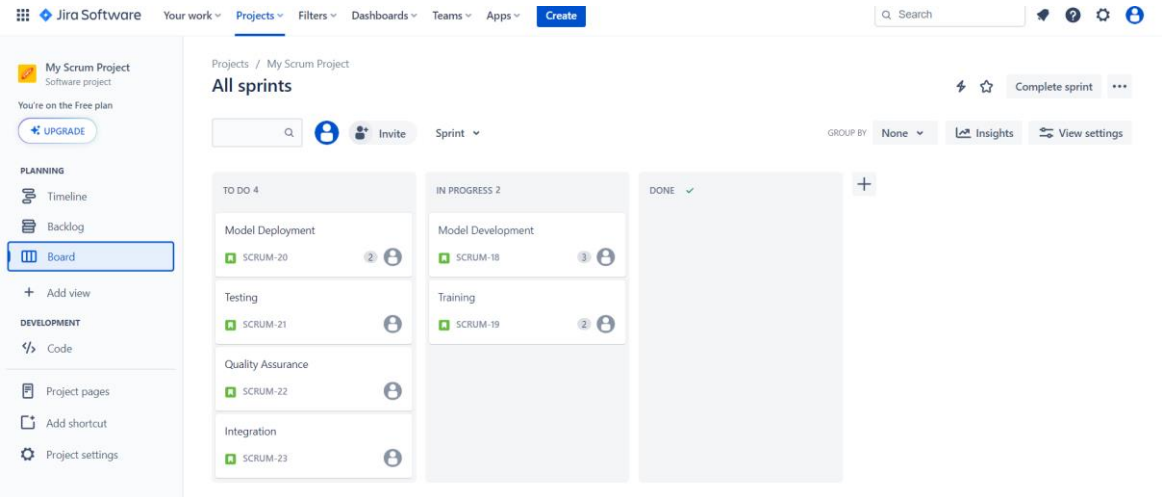 Jira Software Your work Projects Filters Dashboards Teams Apps Create Search
My Scrum Project
Software project
You're on the Free plan
UPGRADE
PLANNING
Timeline
Backlog
Board
Add view
DEVELOPMENT
Code
Project pages
Add shortcut
Project settings
Projects / My Scrum Project
All sprints
Complete sprint
Invite Sprint GROUP BY None Insights View settings
TO DO 4
Model Deployment
SCRUM-20 2
Testing
SCRUM-21
Quality Assurance
SCRUM-22
Integration
SCRUM-23
IN PROGRESS 2
Model Development
SCRUM-18 3
Training
SCRUM-19 2
DONE